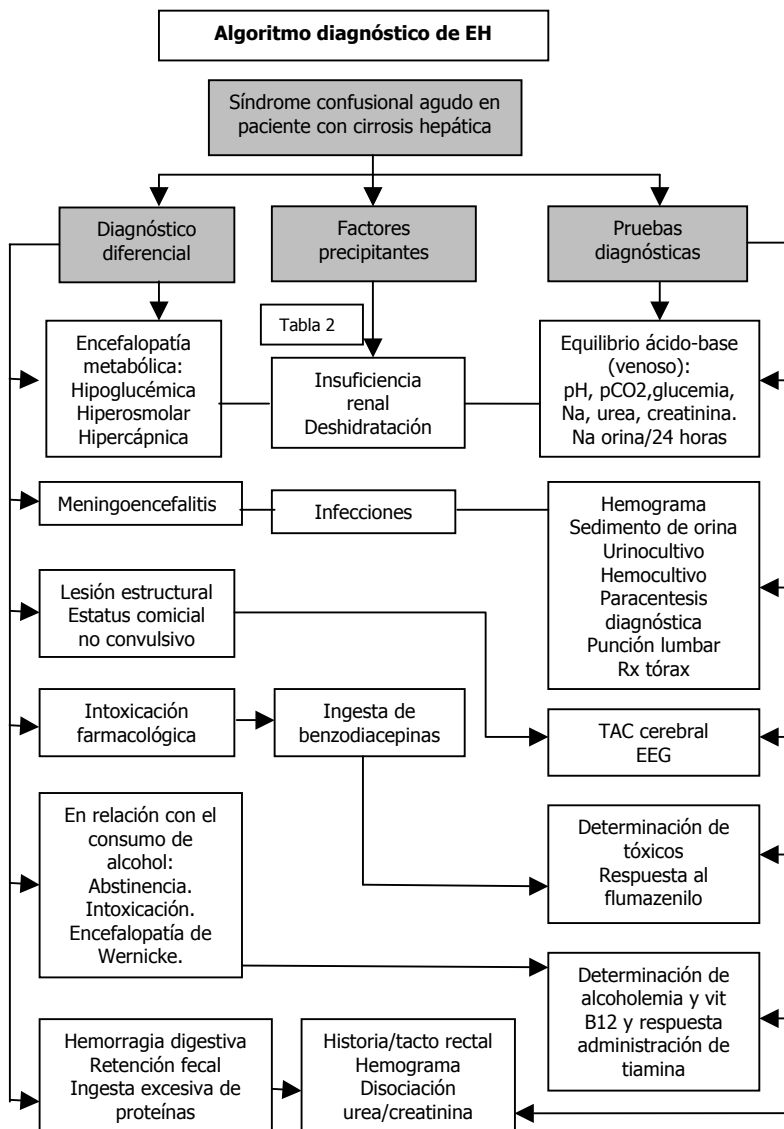 Algoritmo diagnóstico de EH
Síndrome confusional agudo en
paciente con cirrosis hepática
Diagnóstico
diferencial
Factores
precipitantes
Pruebas
diagnósticas
Tabla 2
Encefalopatía
metabólica:
Hipoglucémica
Hiperosmolar
Hipercápnica
Insuficiencia
renal
Deshidratación
Equilibrio ácido-base
(venoso):
pH, pCO2,glucemia,
Na, urea, creatinina.
Na orina/24 horas
Meningoencefalitis
Infecciones
Hemograma
Sedimento de orina
Urinocultivo
Hemocultivo
Paracentesis
diagnóstica
Punción lumbar
Rx tórax
Lesión estructural
Estatus comicial
no convulsivo
TAC cerebral
EEG
Intoxicación
farmacológica
Ingesta de
benzodiacepinas
Determinación de
tóxicos
Respuesta al
flumazenilo
En relación con el
consumo de
alcohol:
Abstinencia.
Intoxicación.
Encefalopatía de
Wernicke.
Determinación de
alcoholemia y vit
B12 y respuesta
administración de
tiamina
Hemorragia digestiva
Retención fecal
Ingesta excesiva de
proteínas
Historia/tacto rectal
Hemograma
Disociación
urea/creatinina